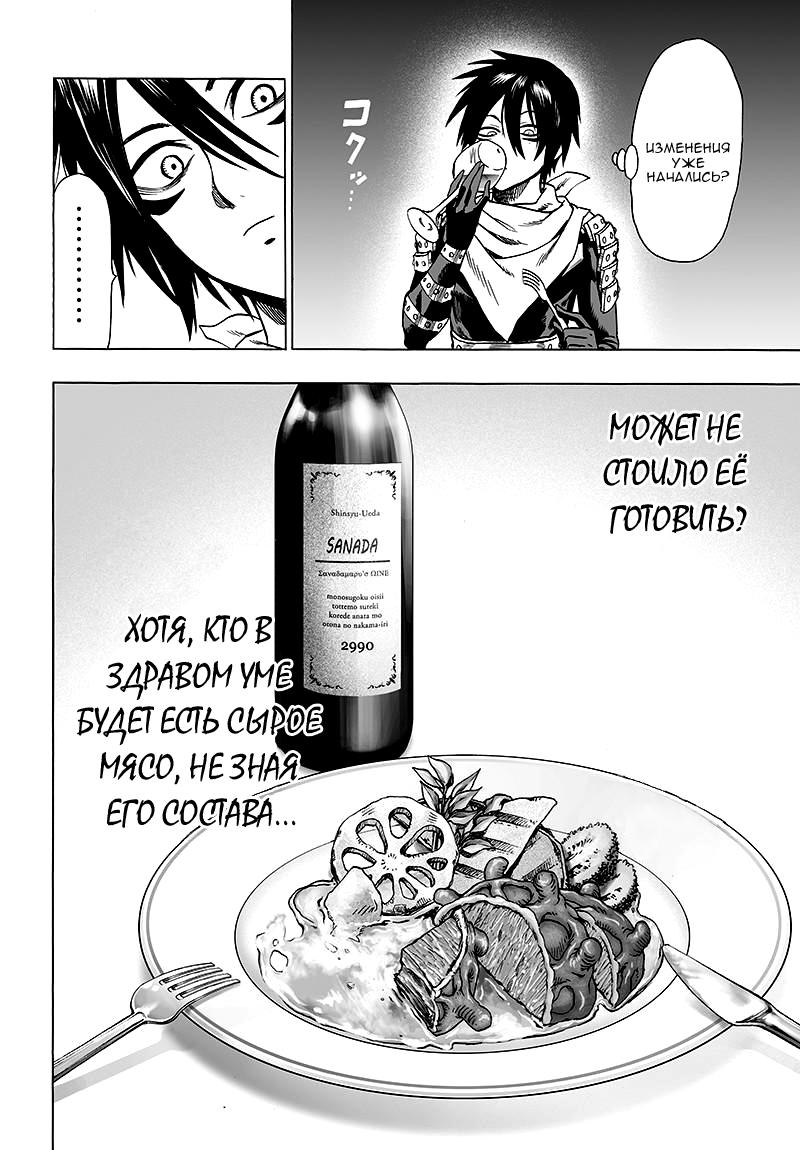 ИЗМЕНЕНИЯ
УЖЕ
НАЧАЛИСЬ?
コクッ…
………
МОЖЕТ НЕ
СТОИЛО ЕЁ
ГОТОВИТЬ?
Shinsyu-Ueda
SANADA
Σαναδαμαρυ'σ ΩINE
monosugoku oisii
tottemo suteki
korede anata mo
otona no nakama-iri
2990
ХОТЯ, КТО В
ЗДРАВОМ УМЕ
БУДЕТ ЕСТЬ СЫРОЕ
МЯСО, НЕ ЗНАЯ
ЕГО СОСТАВА...